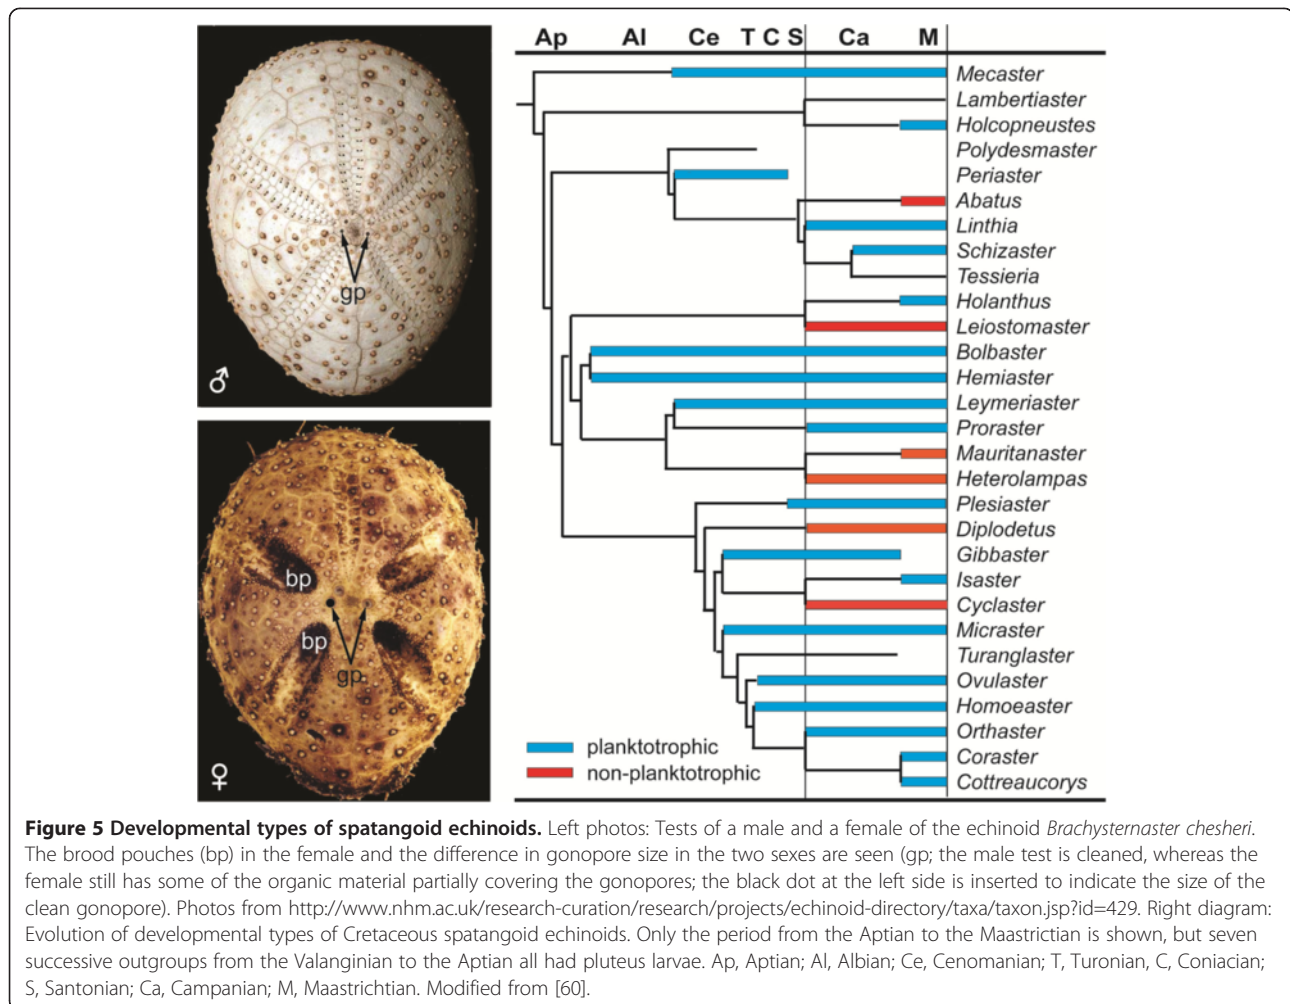 gp
♂
bp
bp
gp
♀
Ap Al Ce T C S Ca M
Mecaster
Lambertiaster
Holcopneustes
Polydesmaster
Periaster
Abatus
Linthia
Schizaster
Tessieria
Holanthus
Leiostomaster
Bolbaster
Hemiaster
Leymeriaster
Proraster
Mauritanaster
Heterolampas
Plesiaster
Diplodetus
Gibbaster
Isaster
Cyclaster
Micraster
Turanglaster
Ovulaster
Homoeaster
Orthaster
Coraster
Cottreaucorys
planktotrophic
non-planktotrophic
Figure 5 Developmental types of spatangoid echinoids. Left photos: Tests of a male and a female of the echinoid Brachysternaster chesheri.
The brood pouches (bp) in the female and the difference in gonopore size in the two sexes are seen (gp; the male test is cleaned, whereas the
female still has some of the organic material partially covering the gonopores; the black dot at the left side is inserted to indicate the size of the
clean gonopore). Photos from http://www.nhm.ac.uk/research-curation/research/projects/echinoid-directory/taxa/taxon.jsp?id=429. Right diagram:
Evolution of developmental types of Cretaceous spatangoid echinoids. Only the period from the Aptian to the Maastrictian is shown, but seven
successive outgroups from the Valanginian to the Aptian all had pluteus larvae. Ap, Aptian; Al, Albian; Ce, Cenomanian; T, Turonian, C, Coniacian;
S, Santonian; Ca, Campanian; M, Maastrichtian. Modified from [60].